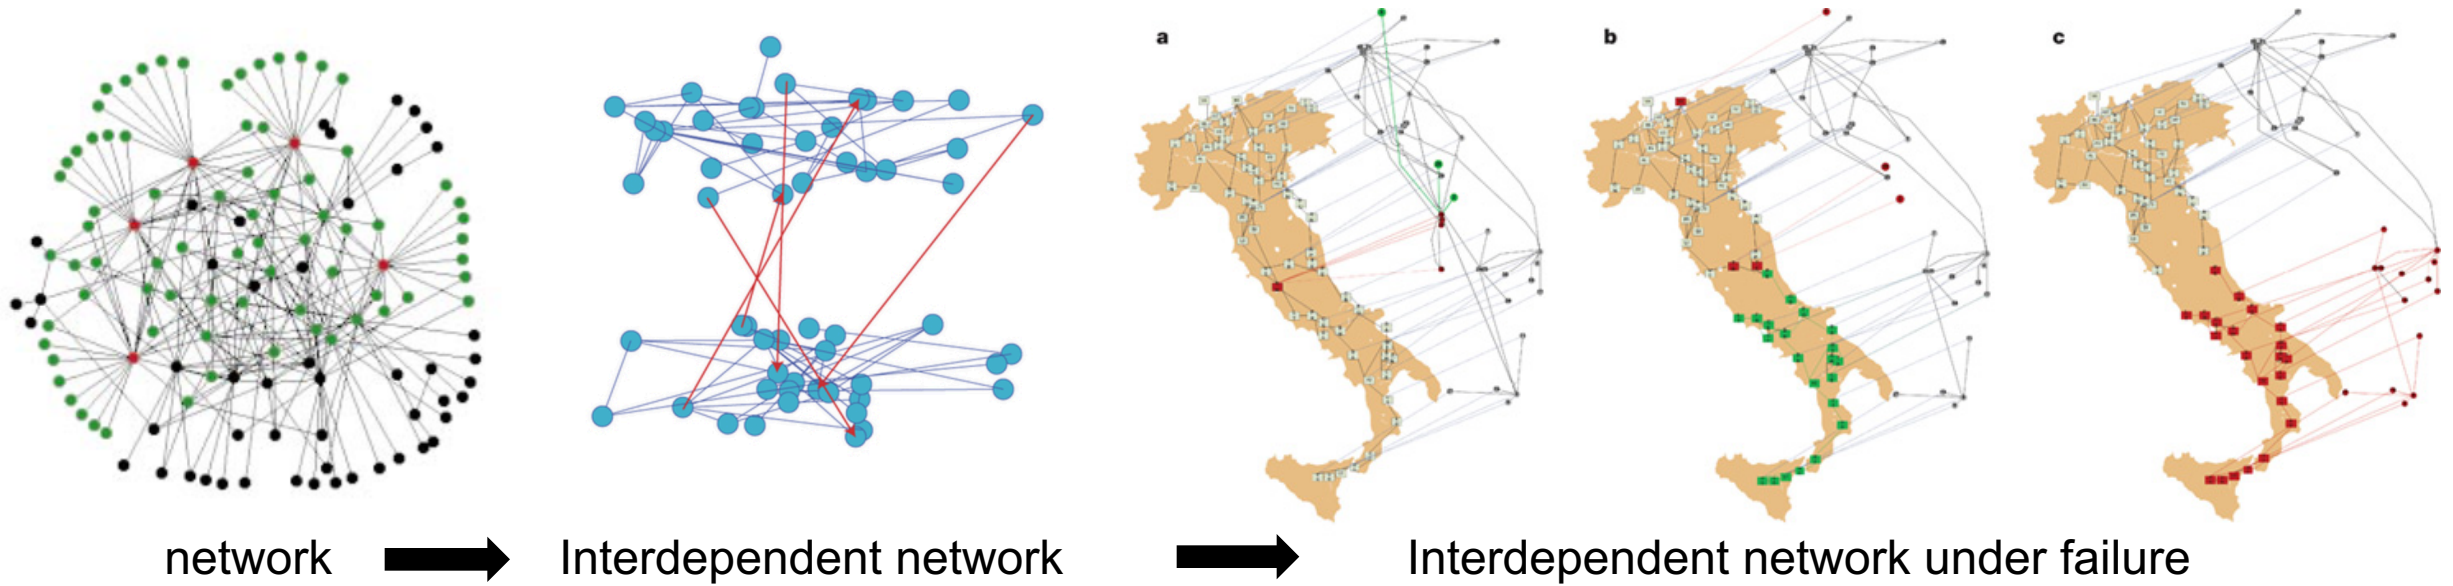 a
b
c
network
Interdependent network
Interdependent network under failure